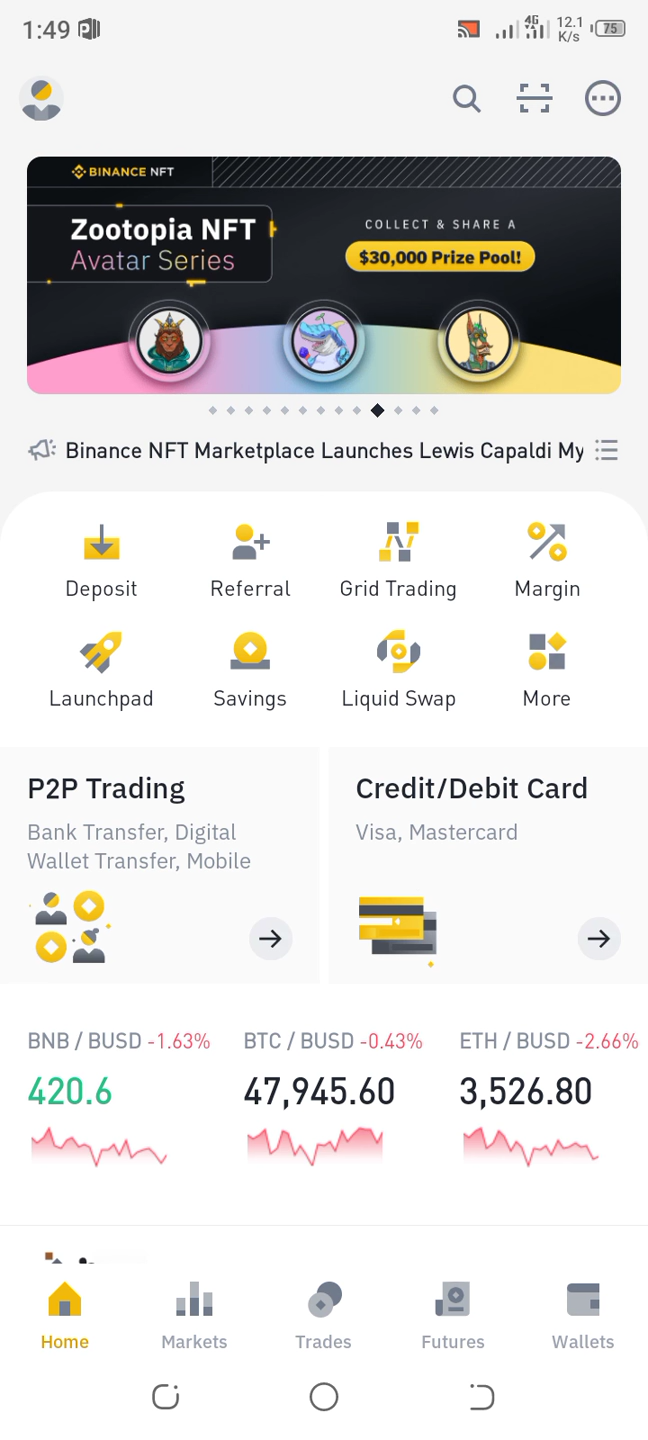 1:49
4G
12.1
K/s
75
BINANCE NFT
Zootopia NFT
Avatar Series
COLLECT & SHARE A
$30,000 Prize Pool!
Binance NFT Marketplace Launches Lewis Capaldi My
Deposit
Referral
Grid Trading
Margin
Launchpad
Savings
Liquid Swap
More
P2P Trading
Bank Transfer, Digital
Wallet Transfer, Mobile
Credit/Debit Card
Visa, Mastercard
BNB / BUSD -1.63%
420.6
BTC / BUSD -0.43%
47,945.60
ETH / BUSD -2.66%
3,526.80
Home
Markets
Trades
Futures
Wallets